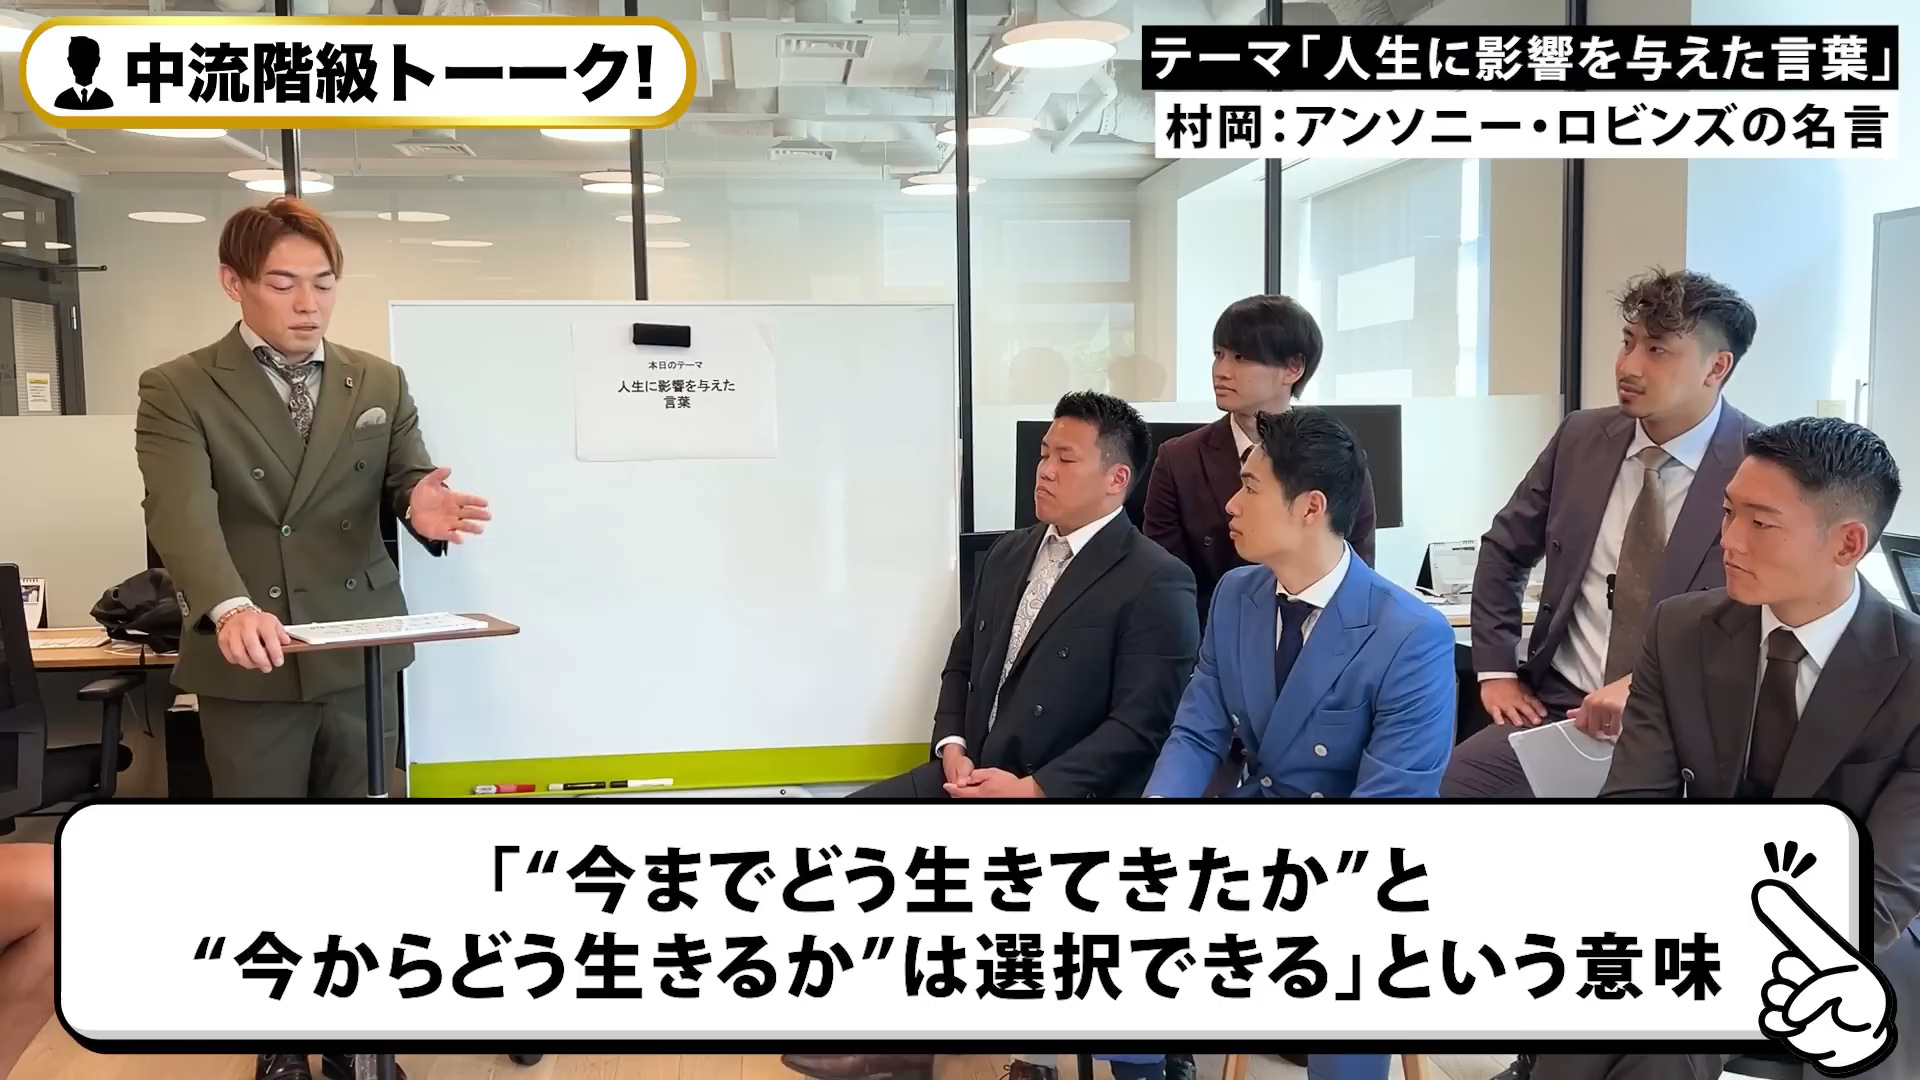 中流階級トーーク!
テーマ「人生に影響を与えた言葉」
村岡：アンソニー・ロビンズの名言
本日のテーマ
人生に影響を与えた
言葉
「“今までどう生きてきたか”と
“今からどう生きるか”は選択できる」という意味